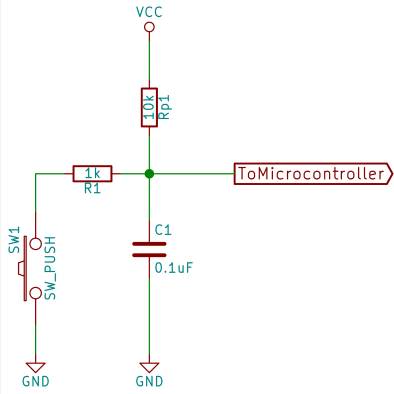 VCC
10k
Rp1
1k
R1
ToMicrocontroller
SW1
SW_PUSH
C1
0.1uF
GND
GND